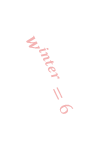 Winter = 6